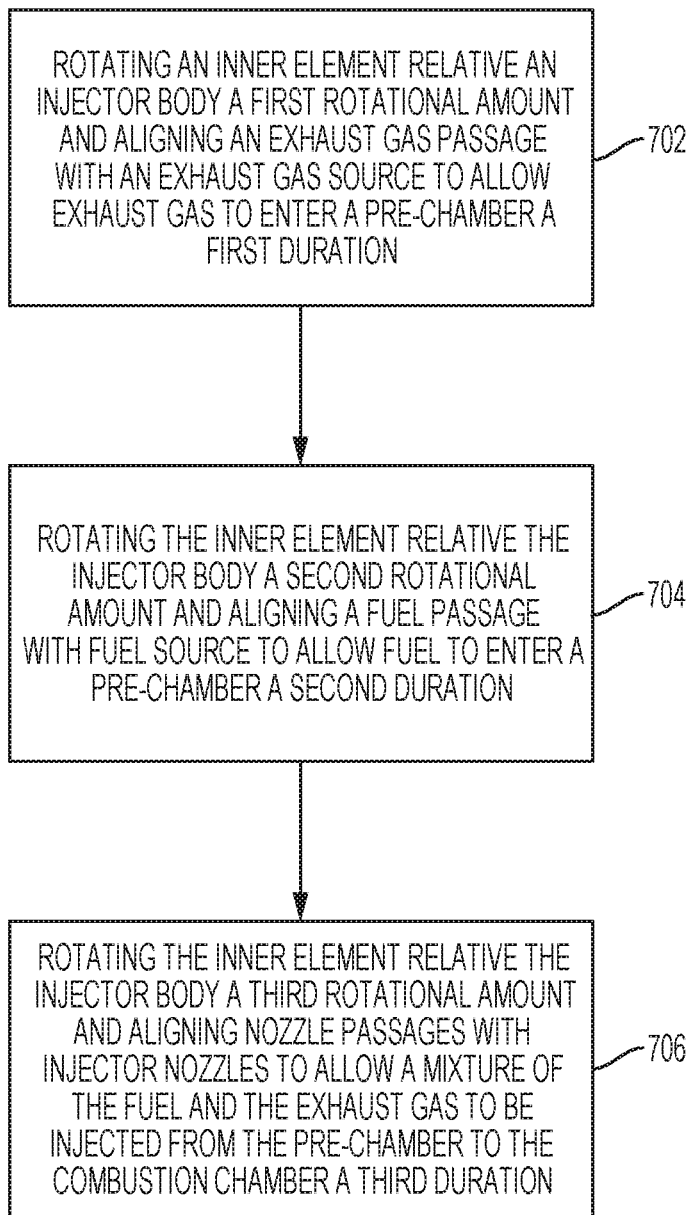 ROTATING AN INNER ELEMENT RELATIVE AN
INJECTOR BODY A FIRST ROTATIONAL AMOUNT
AND ALIGNING AN EXHAUST GAS PASSAGE
WITH AN EXHAUST GAS SOURCE TO ALLOW
EXHAUST GAS TO ENTER A PRE-CHAMBER A
FIRST DURATION
702
ROTATING THE INNER ELEMENT RELATIVE THE
INJECTOR BODY A SECOND ROTATIONAL
AMOUNT AND ALIGNING A FUEL PASSAGE
WITH FUEL SOURCE TO ALLOW FUEL TO ENTER A
PRE-CHAMBER A SECOND DURATION
704
ROTATING THE INNER ELEMENT RELATIVE THE
INJECTOR BODY A THIRD ROTATIONAL AMOUNT
AND ALIGNING NOZZLE PASSAGES WITH
INJECTOR NOZZLES TO ALLOW A MIXTURE OF
THE FUEL AND THE EXHAUST GAS TO BE
INJECTED FROM THE PRE-CHAMBER TO THE
COMBUSTION CHAMBER A THIRD DURATION
706